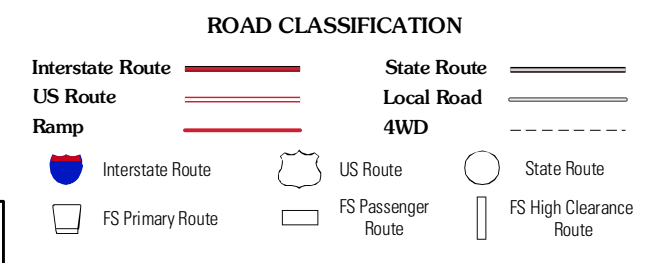 ROAD CLASSIFICATION
Interstate Route
State Route
US Route
Local Road
Ramp
4WD
Interstate Route
US Route
State Route
FS Primary Route
FS Passenger
Route
FS High Clearance
Route